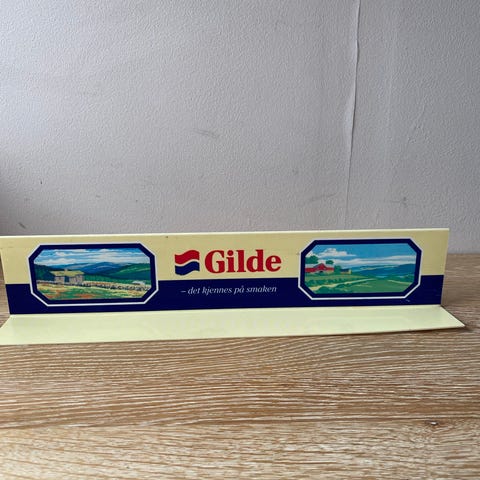 Gilde
– det kjennes på smaken